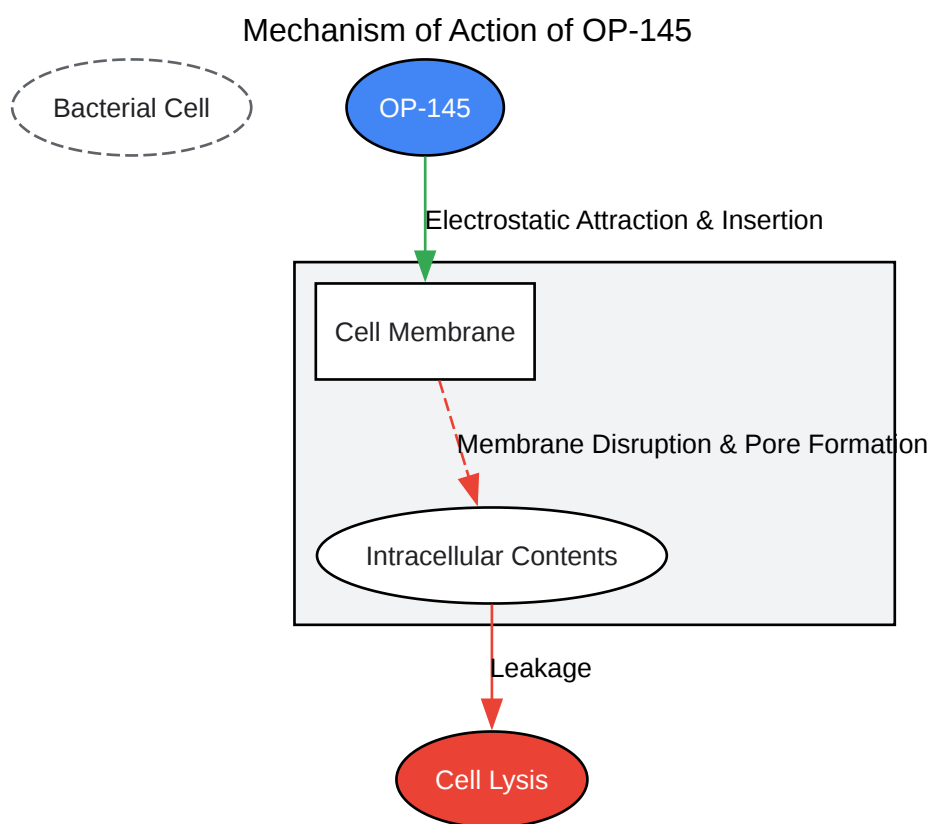 Mechanism of Action of OP-145
Bacterial Cell
OP-145
Electrostatic Attraction & Insertion
Cell Membrane
Membrane Disruption & Pore Formation
Intracellular Contents
Leakage
Cell Lysis